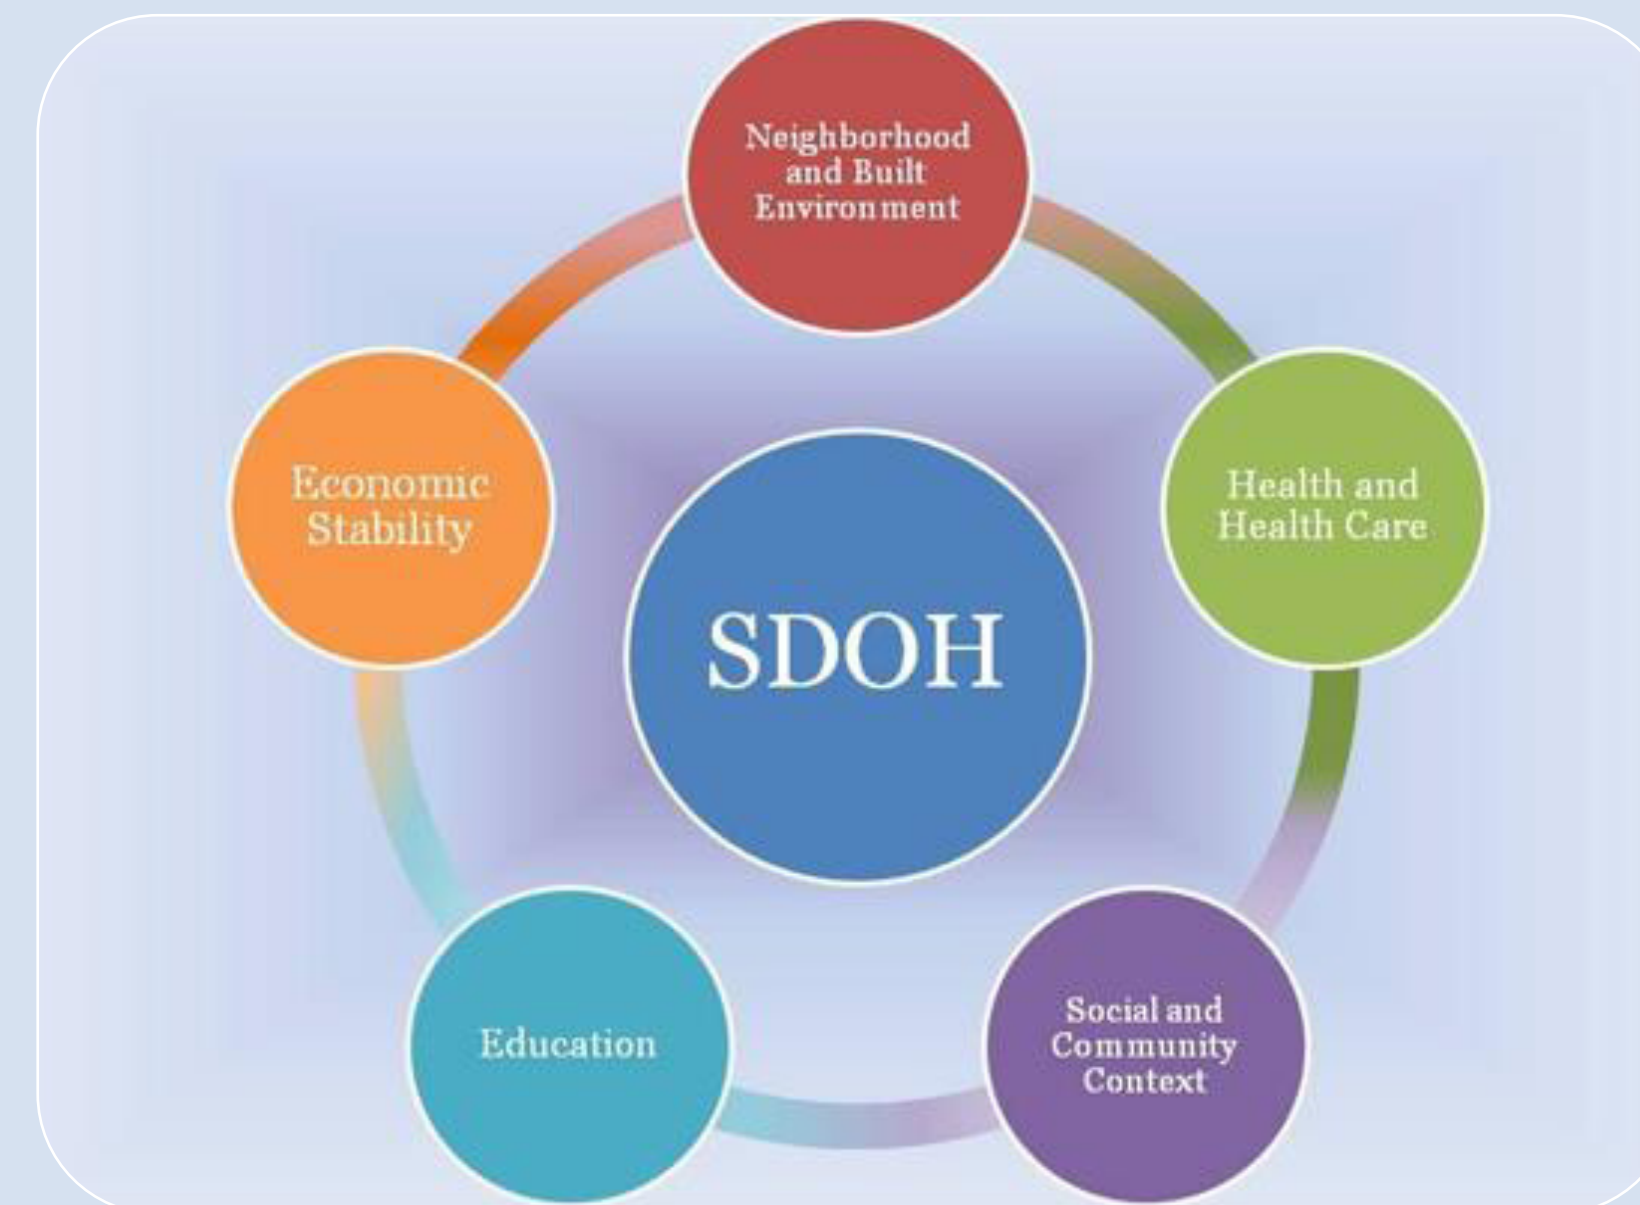 Neighborhood
and Built
Environment
Economic
Stability
Health and
Health Care
SDOH
Education
Social and
Community
Context